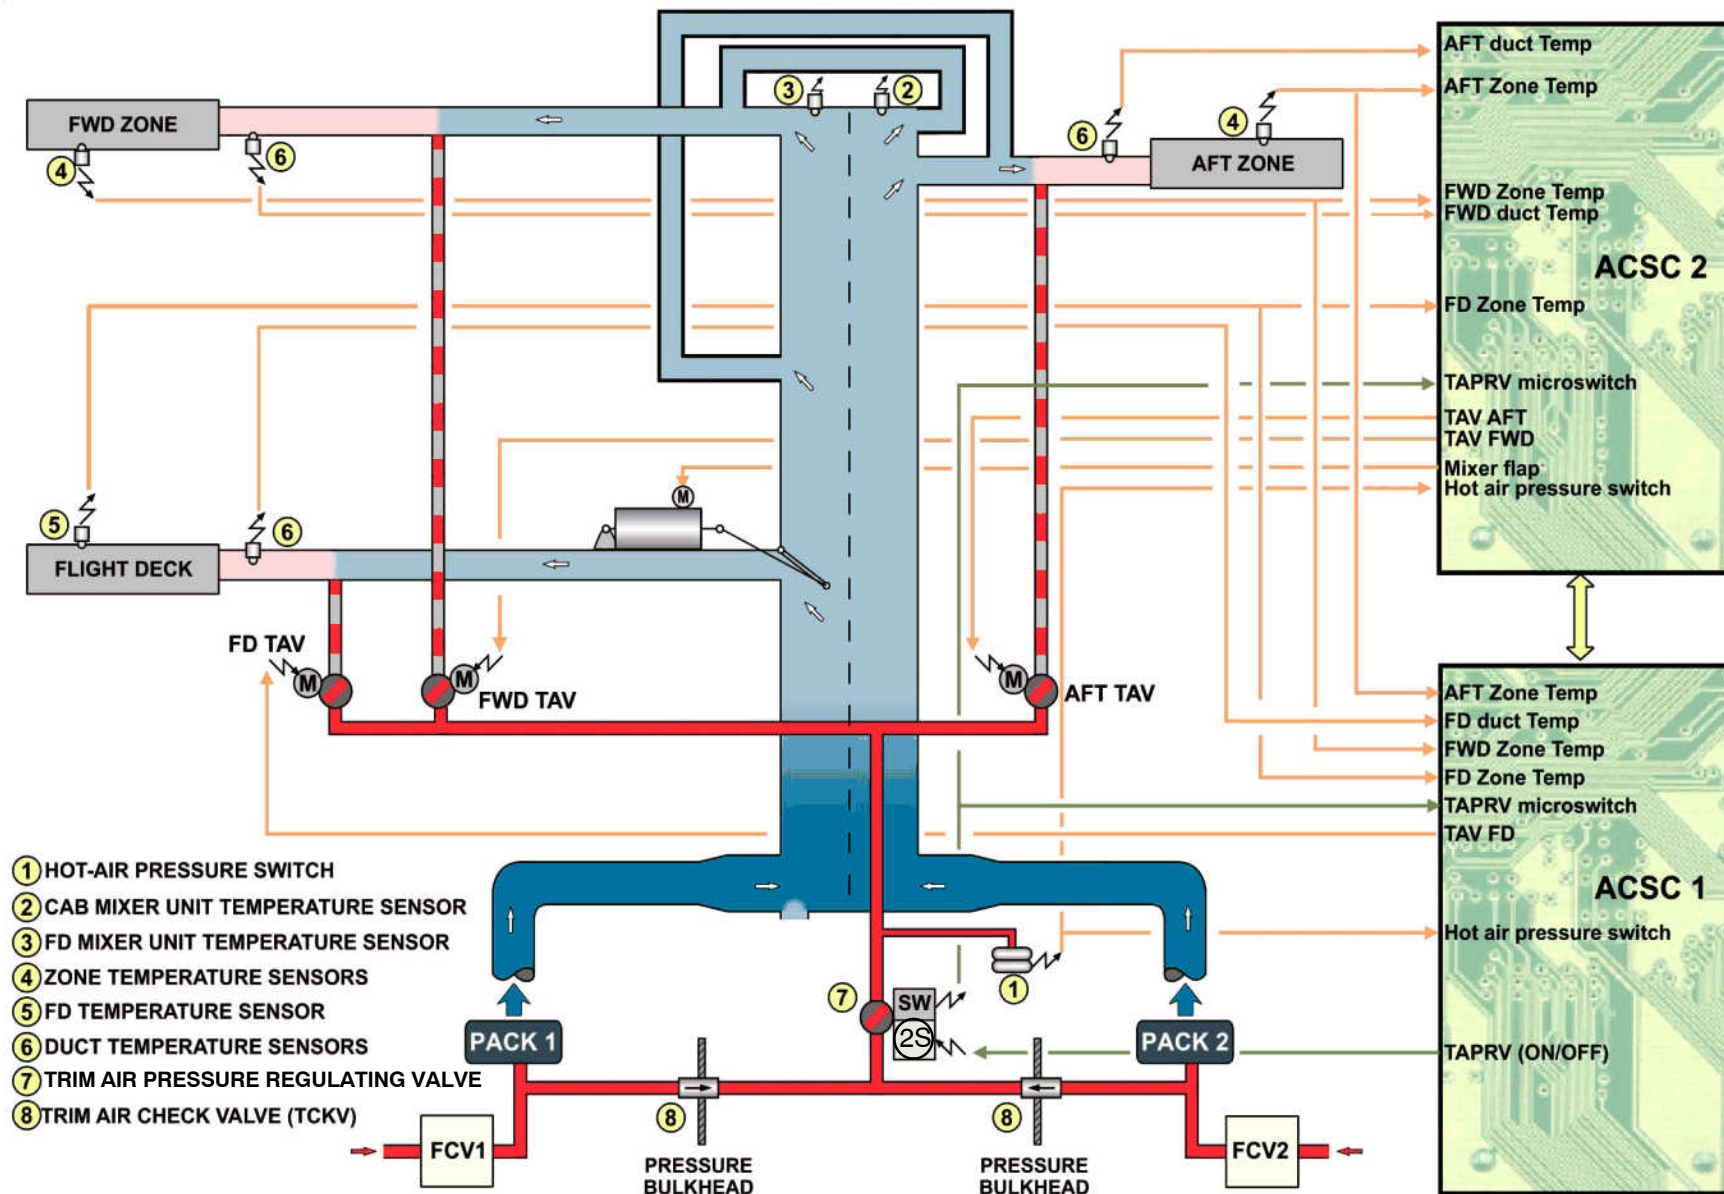 AFT duct Temp
AFT Zone Temp
3
2
6
4
FWD ZONE
6
4
AFT ZONE
FWD Zone Temp
FWD duct Temp
ACSC 2
FD Zone Temp
TAPRV microswitch
TAV AFT
TAV FWD
Mixer flap
Hot air pressure switch
M
5
6
FLIGHT DECK
FD TAV
M
M
FWD TAV
M
AFT TAV
AFT Zone Temp
FD duct Temp
FWD Zone Temp
FD Zone Temp
TAPRV microswitch
TAV FD
ACSC 1
Hot air pressure switch
TAPRV (ON/OFF)
1 HOT-AIR PRESSURE SWITCH
2 CAB MIXER UNIT TEMPERATURE SENSOR
3 FD MIXER UNIT TEMPERATURE SENSOR
4 ZONE TEMPERATURE SENSORS
5 FD TEMPERATURE SENSOR
6 DUCT TEMPERATURE SENSORS
7 TRIM AIR PRESSURE REGULATING VALVE
8 TRIM AIR CHECK VALVE (TCKV)
1
7
SW
2S
PACK 1
PACK 2
8
8
FCV1
FCV2
PRESSURE
BULKHEAD
PRESSURE
BULKHEAD